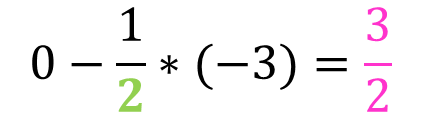 0 − 1/2 ∗ (−3) = 3/2